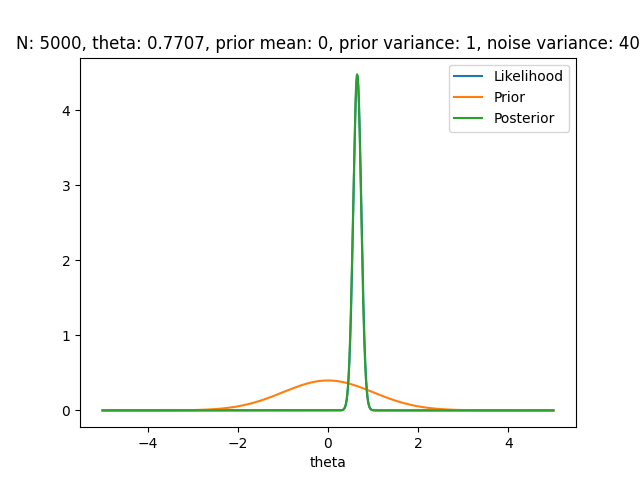 N: 5000, theta: 0.7707, prior mean: 0, prior variance: 1, noise variance: 40
Likelihood
Prior
Posterior
4
3
2
1
0
−4 −2 0 2 4
theta